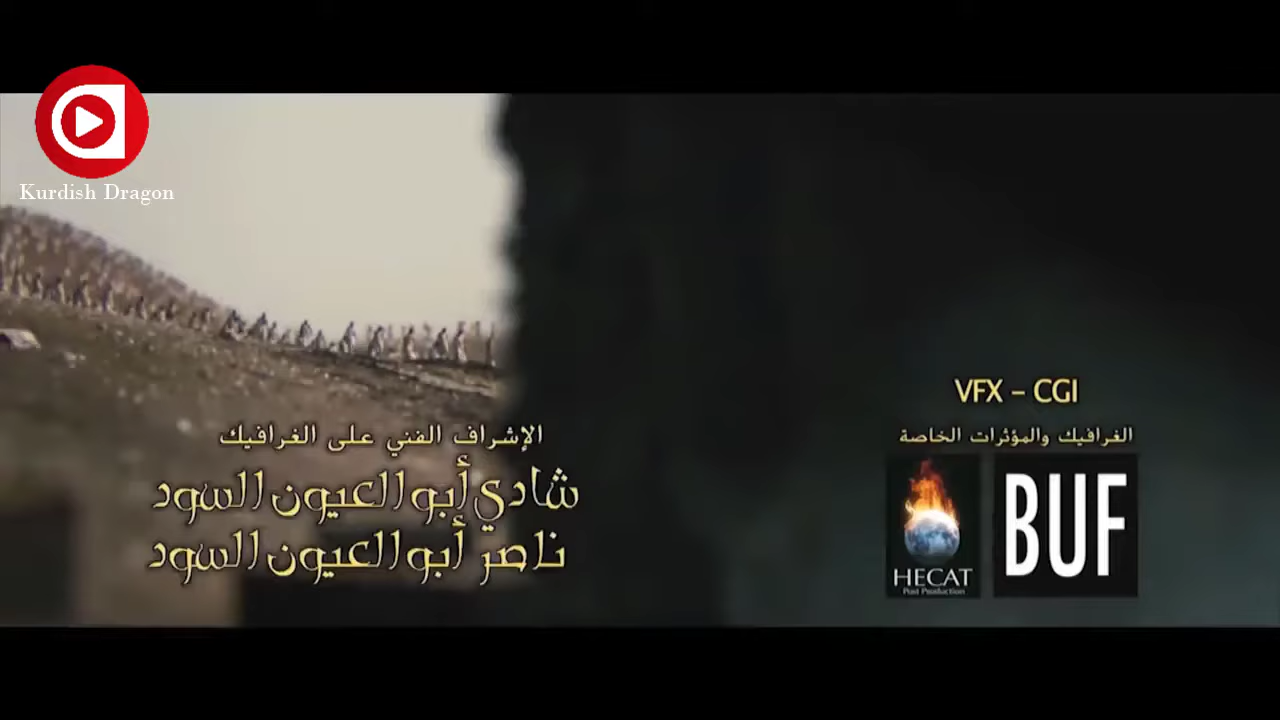 Kurdish Dragon
VFX – CGI
الغرافيك والمؤثرات الخاصة
HECAT
Post Production
BUF
الإشراف الفني على الغرافيك
شادي أبو العيون السود
ناصر أبو العيون السود